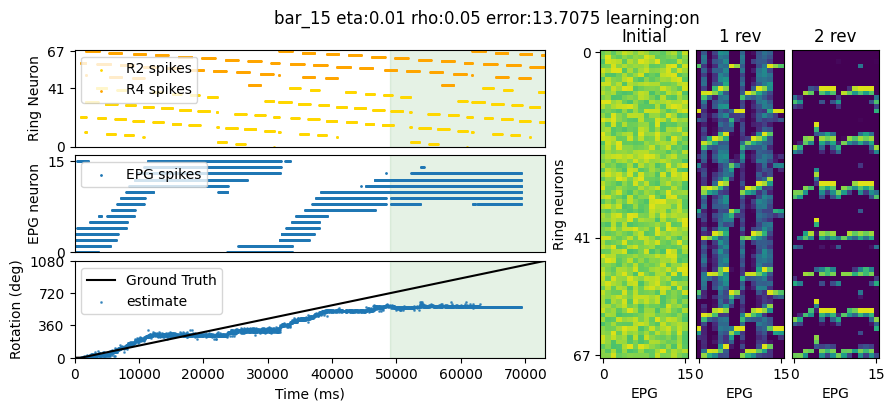 bar_15 eta:0.01 rho:0.05 error:13.7075 learning:on
Initial
1 rev
2 rev
Ring Neuron
67
41
0
R2 spikes
R4 spikes
EPG neuron
15
0
EPG spikes
Rotation (deg)
1080
720
360
0
Ground Truth
estimate
0 10000 20000 30000 40000 50000 60000 70000
Time (ms)
Ring neurons
0
41
67
0 15
EPG
0 15
EPG
0 15
EPG